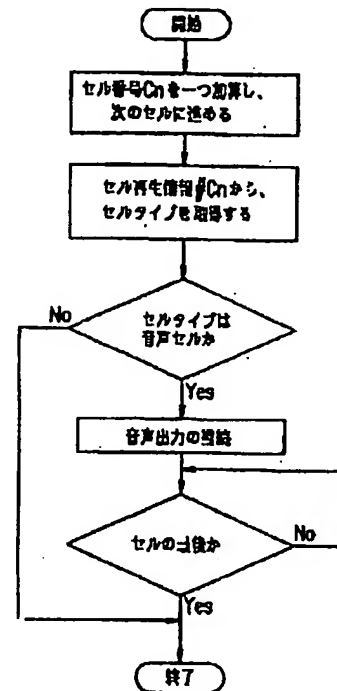 開始
セル番号Cnを一つ加算し、
次のセルに進める
セル再生情報#Cnから、
セルタイプを取得する
セルタイプは
音声セルか
No
Yes
音声出力の
セルの最後か
No
Yes
終了